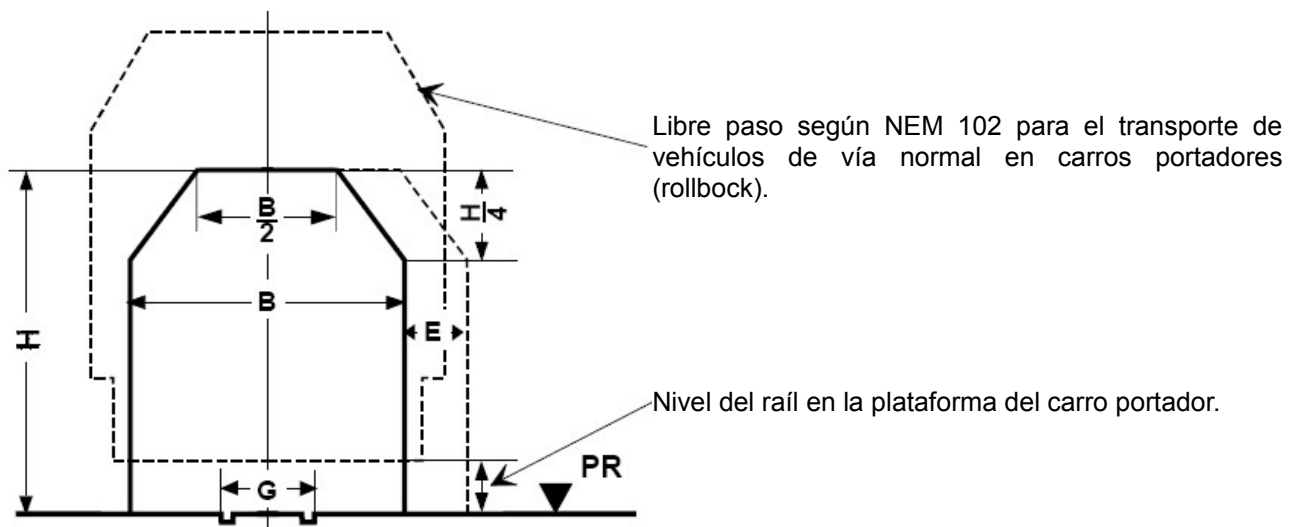 Libre paso según NEM 102 para el transporte de
vehículos de vía normal en carros portadores
(rollbock).
B
2
H
4
B
H
E
Nivel del raíl en la plataforma del carro portador.
PR
G